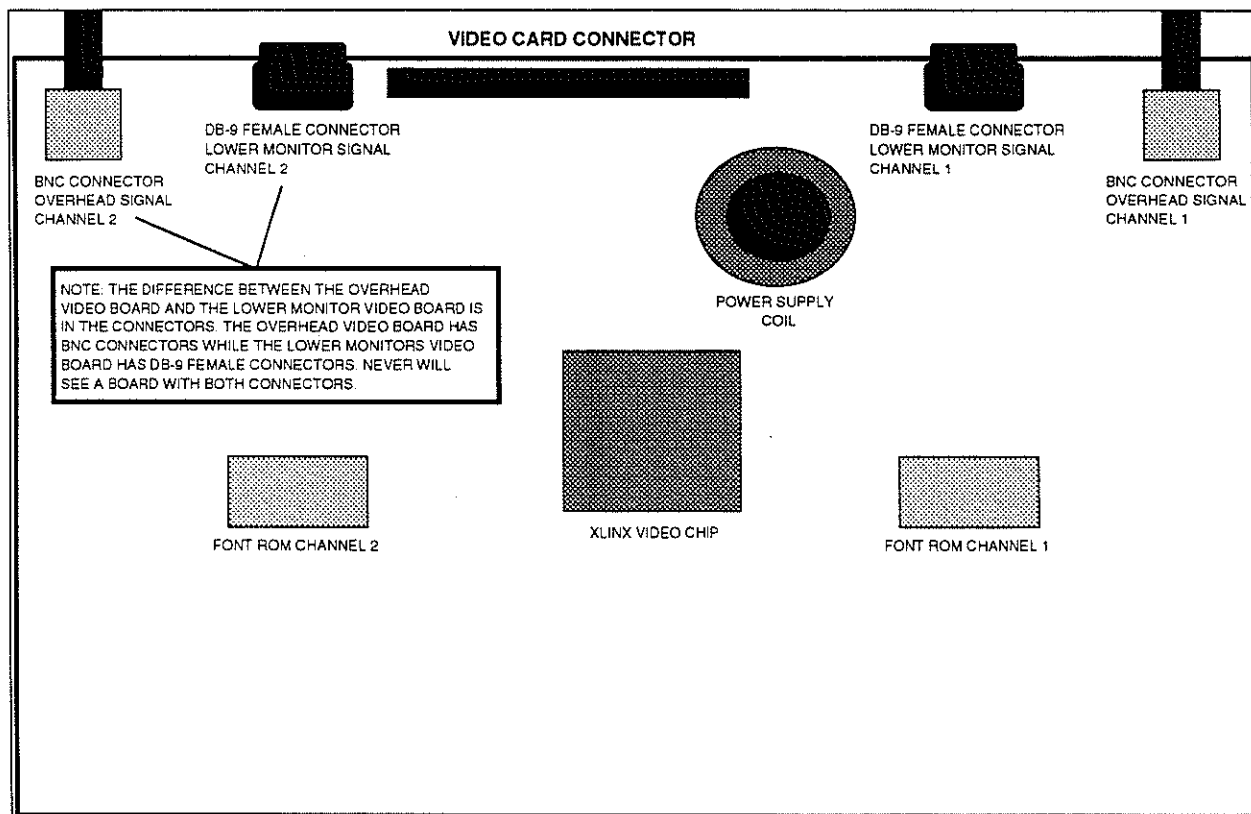 VIDEO CARD CONNECTOR
DB-9 FEMALE CONNECTOR
LOWER MONITOR SIGNAL
CHANNEL 2
DB-9 FEMALE CONNECTOR
LOWER MONITOR SIGNAL
CHANNEL 1
BNC CONNECTOR
OVERHEAD SIGNAL
CHANNEL 2
BNC CONNECTOR
OVERHEAD SIGNAL
CHANNEL 1
NOTE: THE DIFFERENCE BETWEEN THE OVERHEAD
VIDEO BOARD AND THE LOWER MONITOR VIDEO BOARD IS
IN THE CONNECTORS. THE OVERHEAD VIDEO BOARD HAS
BNC CONNECTORS WHILE THE LOWER MONITORS VIDEO
BOARD HAS DB-9 FEMALE CONNECTORS. NEVER WILL
SEE A BOARD WITH BOTH CONNECTORS.
POWER SUPPLY
COIL
FONT ROM CHANNEL 2
XLINX VIDEO CHIP
FONT ROM CHANNEL 1